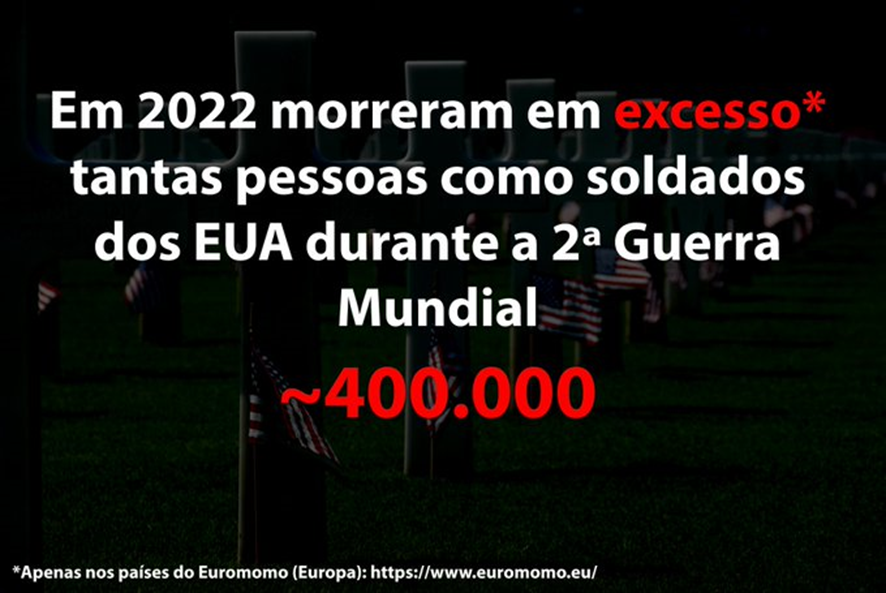 Em 2022 morreram em excesso*
tantas pessoas como soldados
dos EUA durante a 2ª Guerra
Mundial
~400.000
*Apenas nos países do Euromomo (Europa): https://www.euromomo.eu/